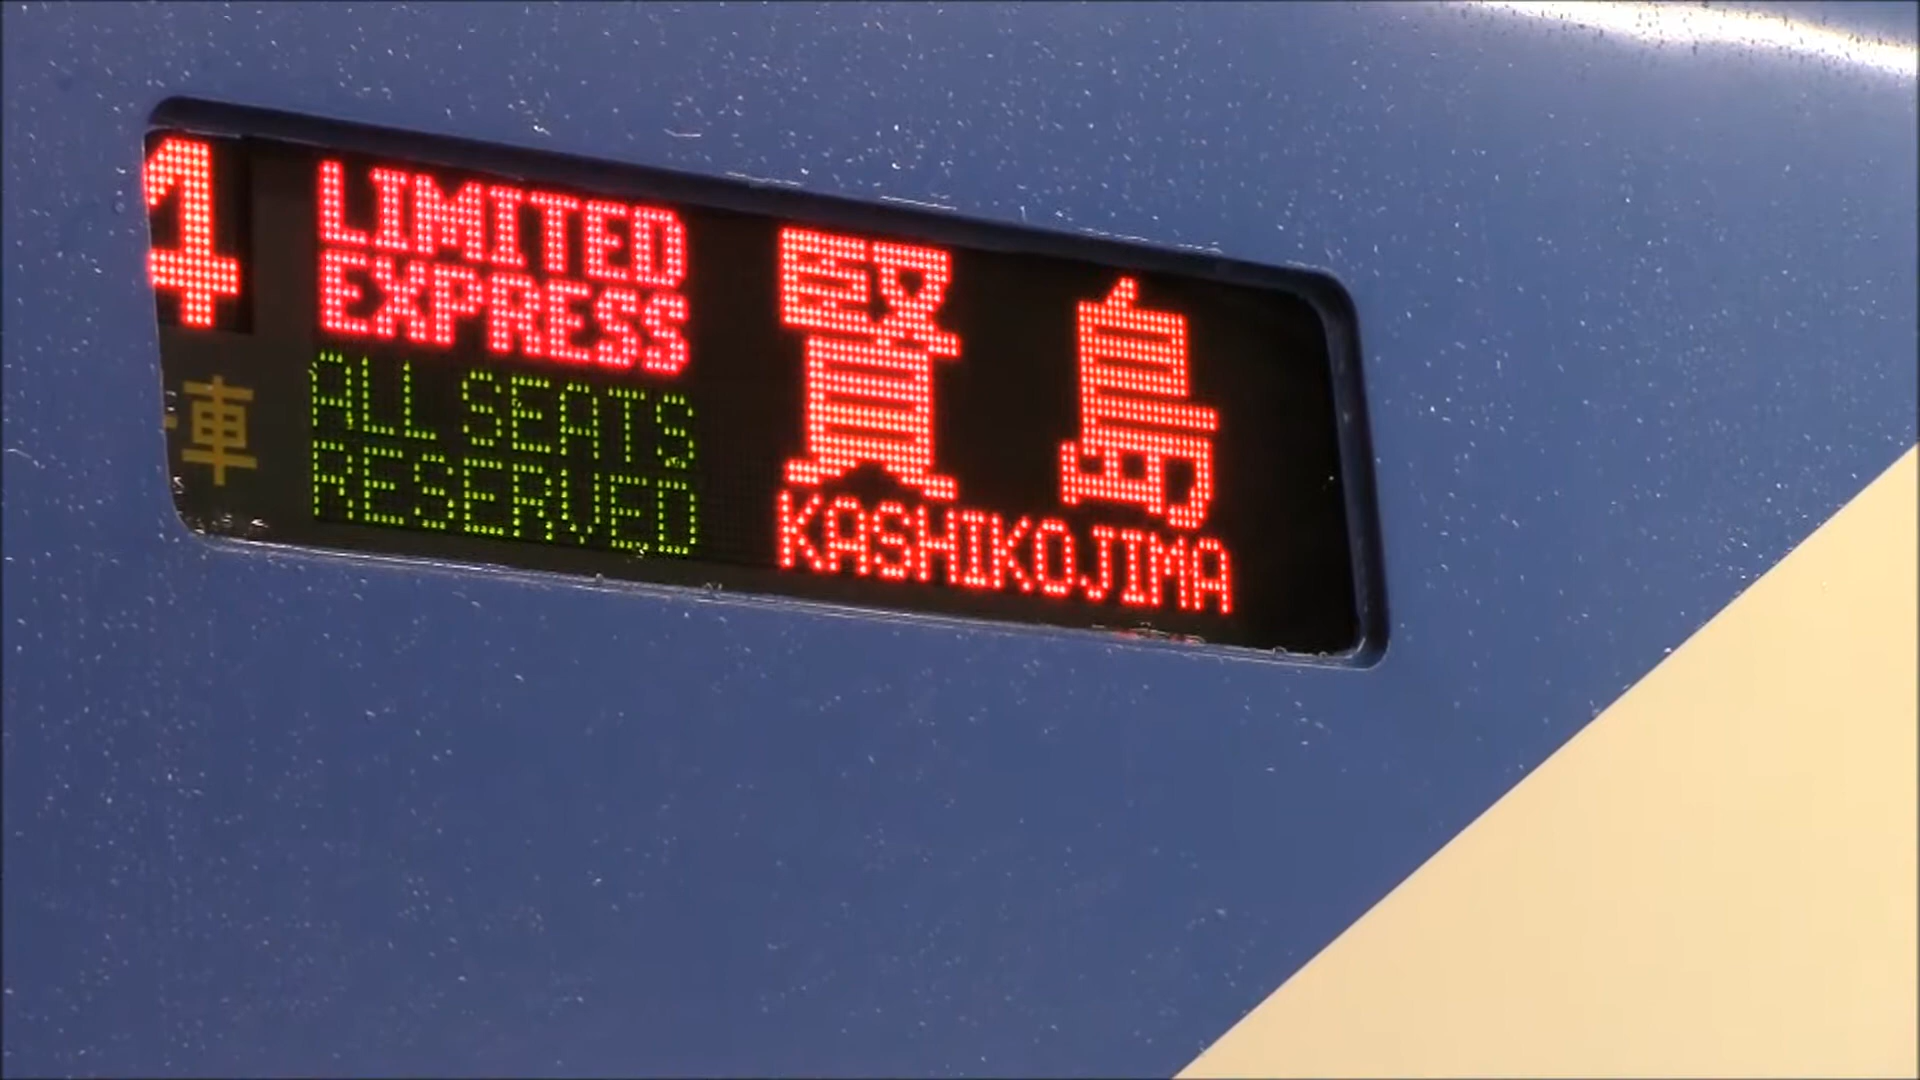 4
車
LIMITED
EXPRESS
ALL SEATS
RESERVED
賢島
KASHIKOJIMA